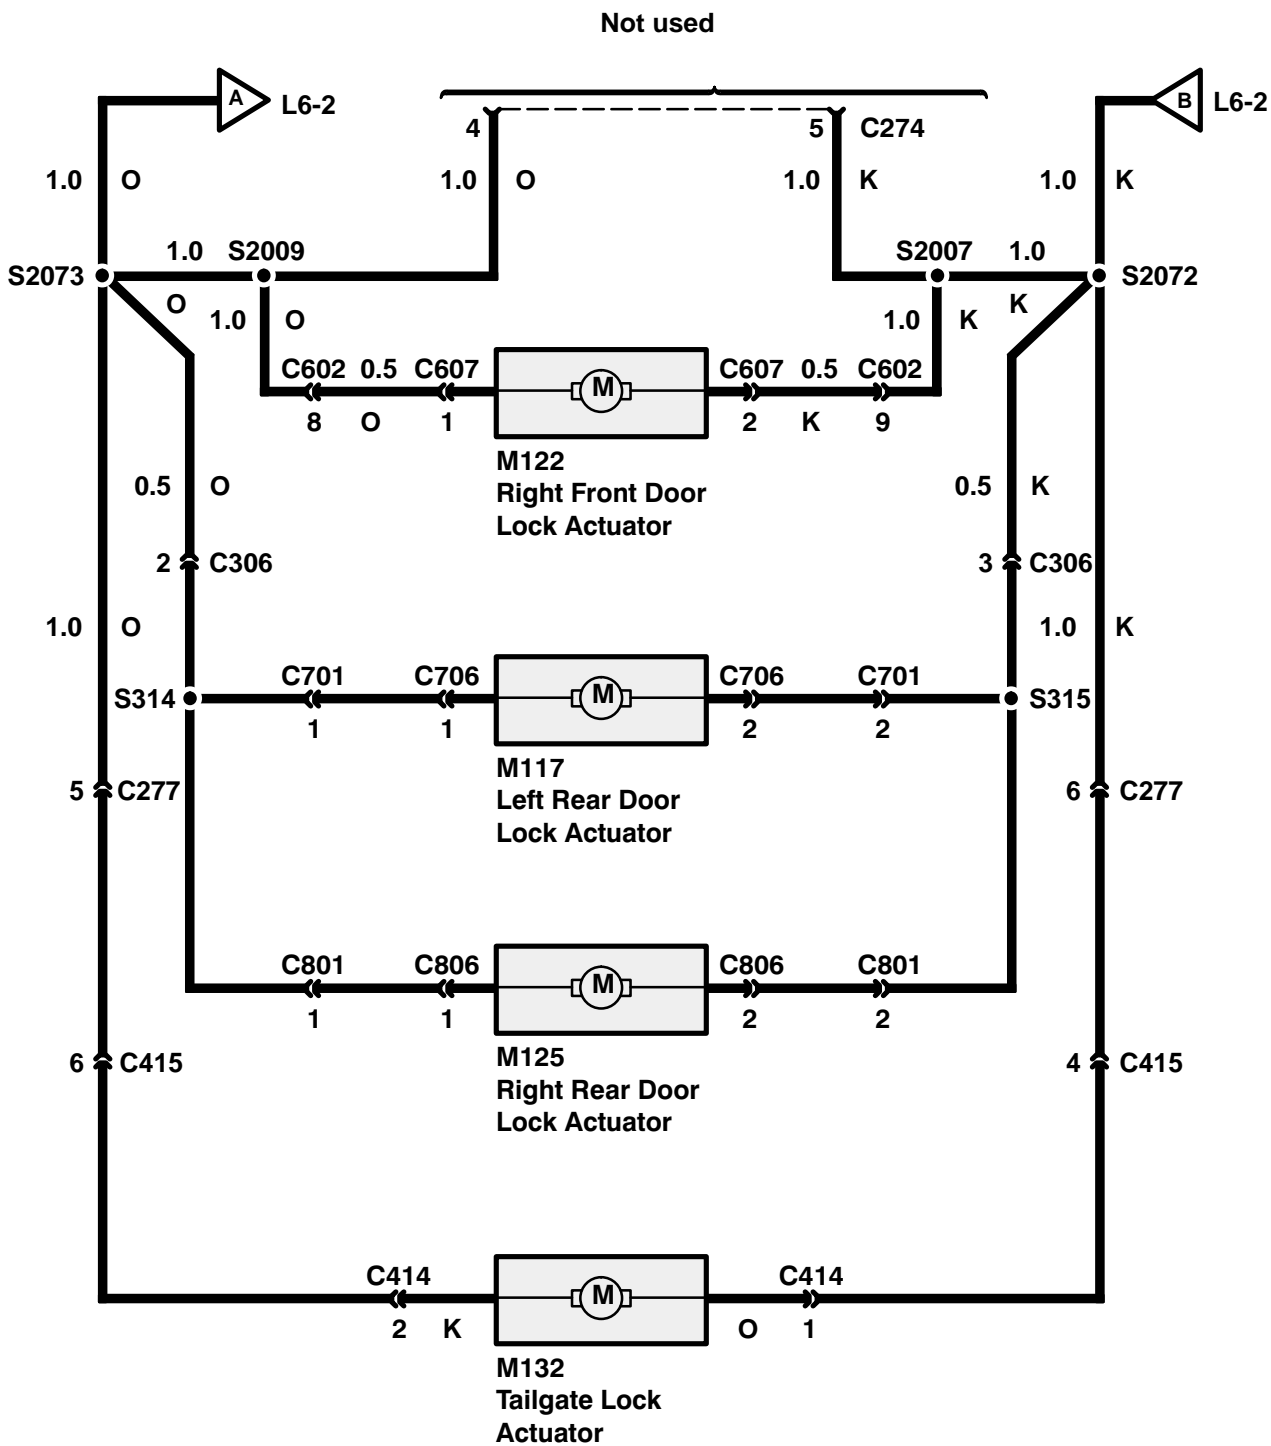 Not used
A L6-2
B L6-2
4 5 C274
1.0 O 1.0 O 1.0 K 1.0 K
1.0 S2009 S2007 1.0
S2073 S2072
O K
1.0 O 1.0 K
C602 0.5 C607 M C607 0.5 C602
8 O 1 2 K 9
M122
Right Front Door
Lock Actuator
0.5 O 0.5 K
2 C306 3 C306
1.0 O 1.0 K
C701 C706 M C706 C701
S314 S315
1 1 2 2
M117
Left Rear Door
Lock Actuator
5 C277 6 C277
C801 C806 M C806 C801
1 1 2 2
M125
Right Rear Door
Lock Actuator
6 C415 4 C415
C414 M C414
2 K O 1
M132
Tailgate Lock
Actuator